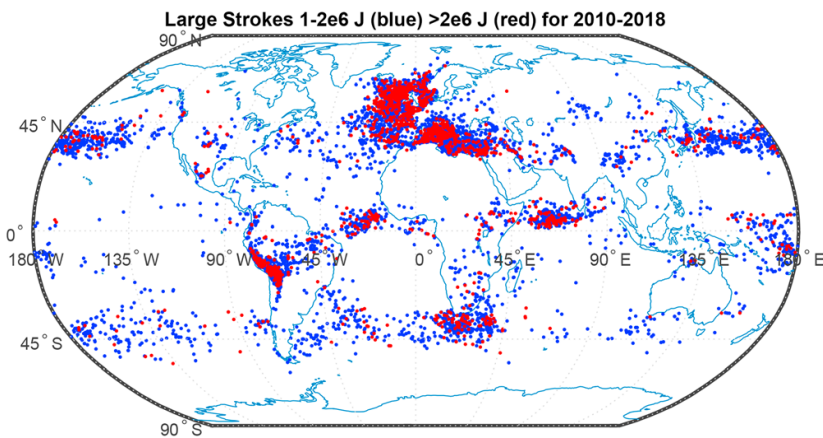 Large Strokes 1-2e6 J (blue) >2e6 J (red) for 2010-2018
90° N
45° N
0°
180° W
135° W
90° W
45° W
0°
45° E
90° E
135° E
180° E
45° S
90° S